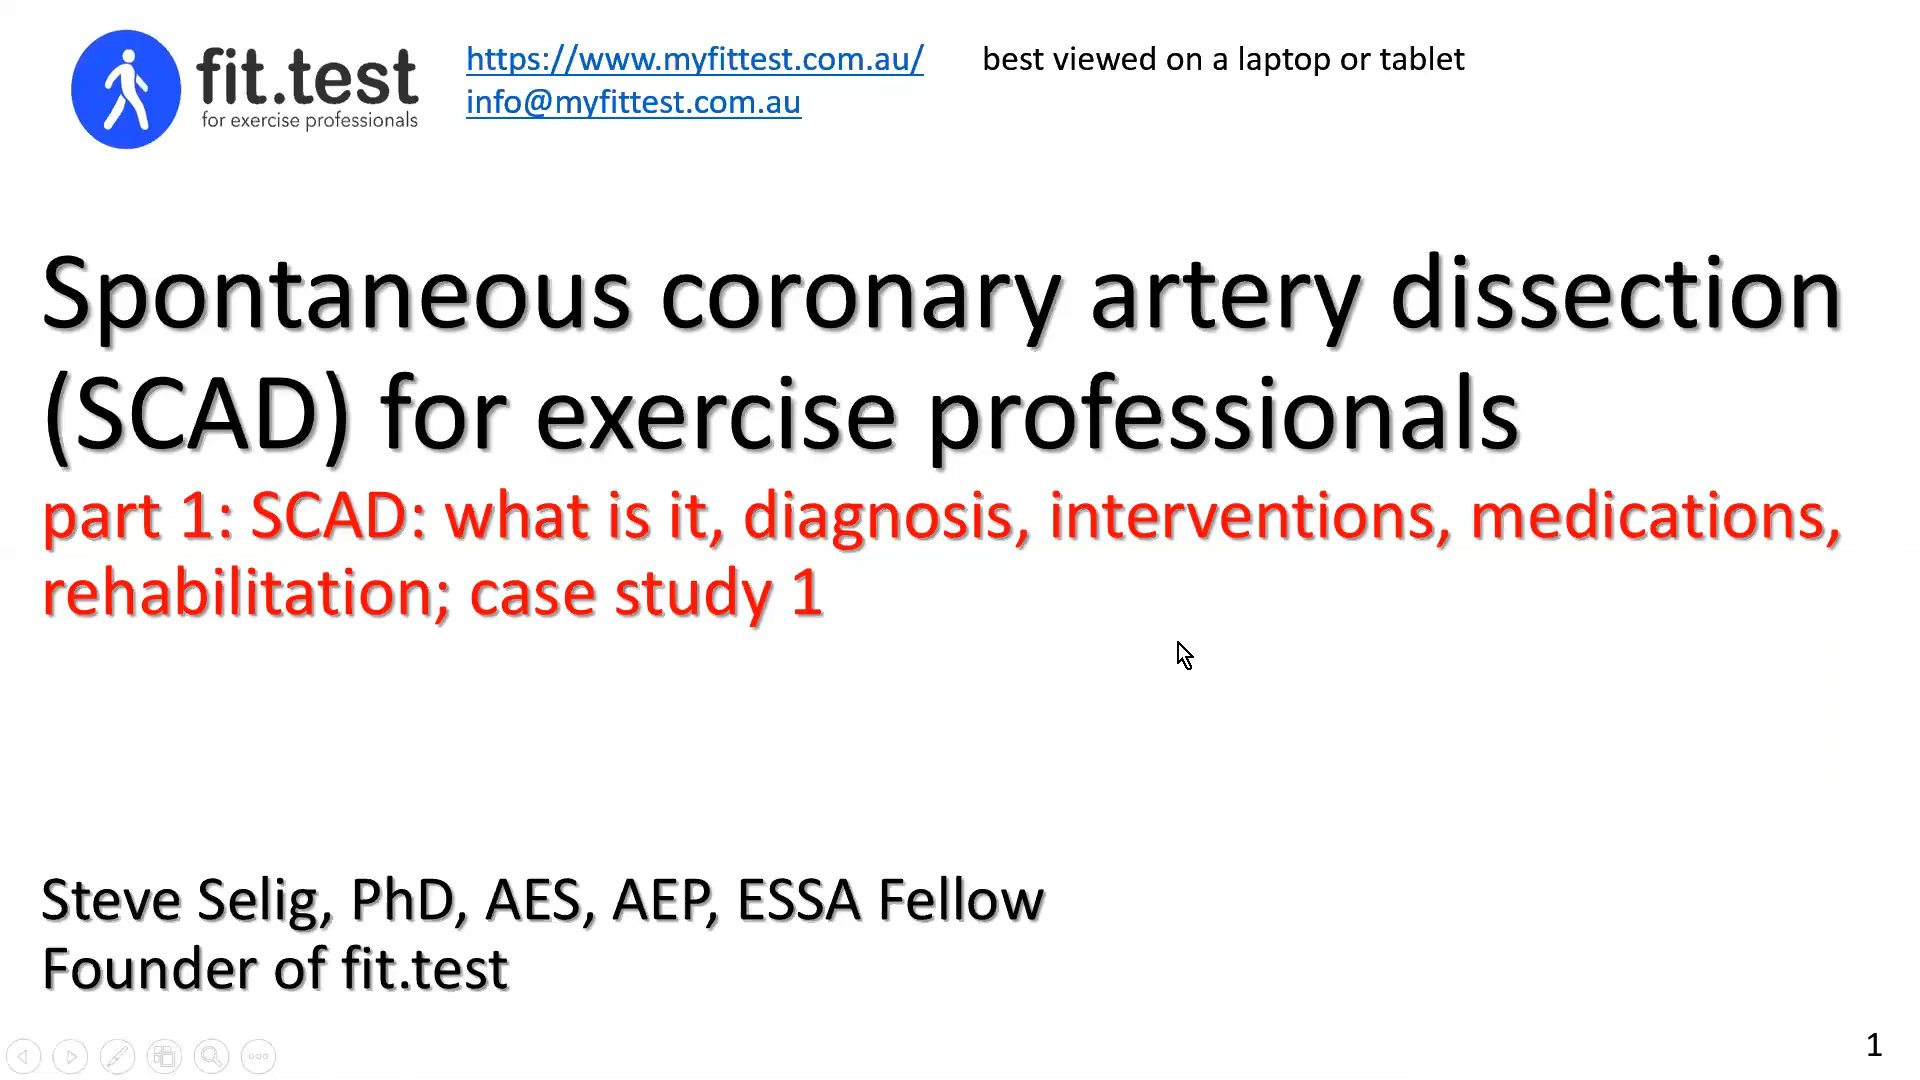 fit.test
for exercise professionals
https://www.myfittest.com.au/
best viewed on a laptop or tablet
info@myfittest.com.au
Spontaneous coronary artery dissection
(SCAD) for exercise professionals
part 1: SCAD: what is it, diagnosis, interventions, medications,
rehabilitation; case study 1
Steve Selig, PhD, AES, AEP, ESSA Fellow
Founder of fit.test
1